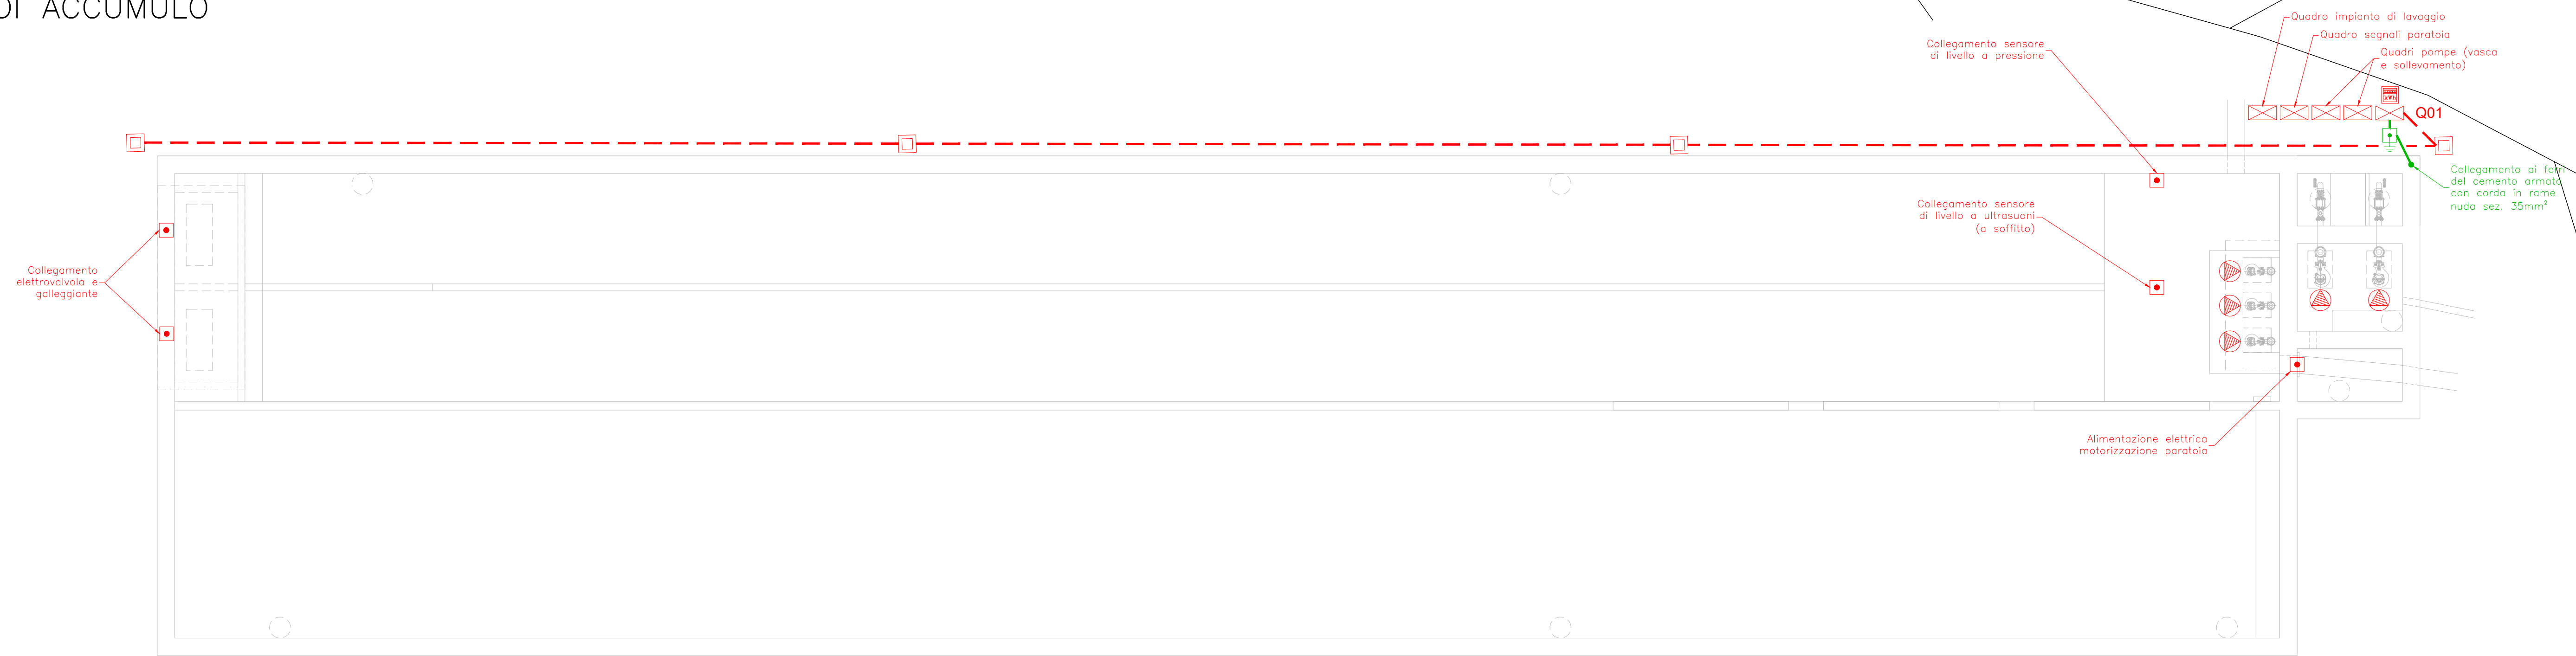 DI ACCUMULO
Quadro impianto di lavaggio
Quadro segnali paratoia
Quadri pompe (vasca
e sollevamento)
Collegamento sensore
di livello a pressione
kWh
Q01
Collegamento ai ferri
del cemento armato
con corda in rame
nuda sez. 35mm²
Collegamento sensore
di livello a ultrasuoni
(a soffitto)
Collegamento
elettrovalvola e
galleggiante
Alimentazione elettrica
motorizzazione paratoia